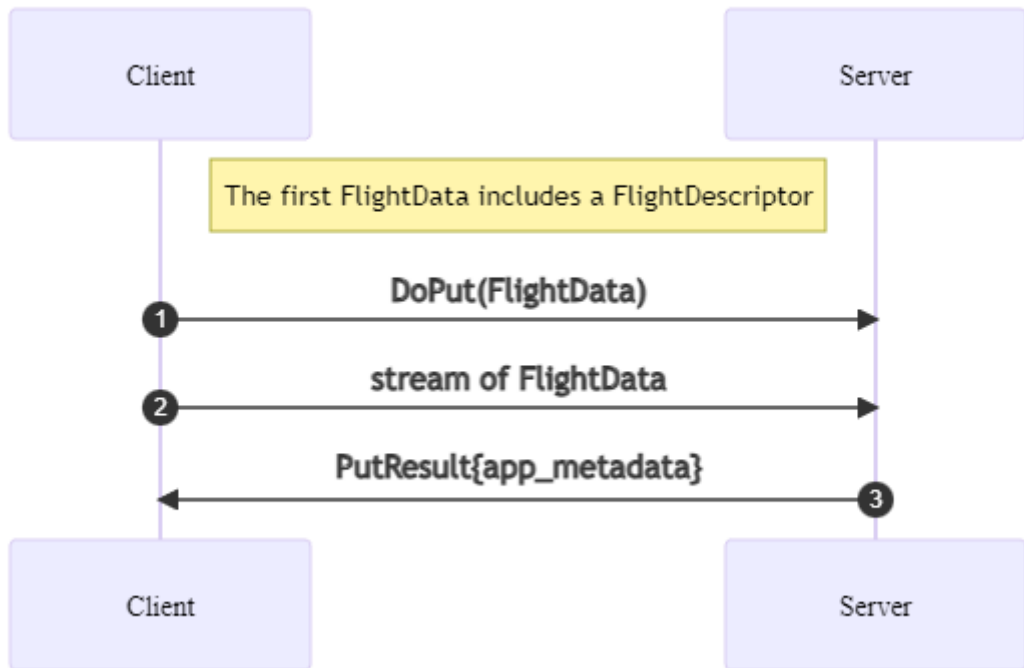 Client
Server
The first FlightData includes a FlightDescriptor
DoPut(FlightData)
1
stream of FlightData
2
PutResult{app_metadata}
3
Client
Server